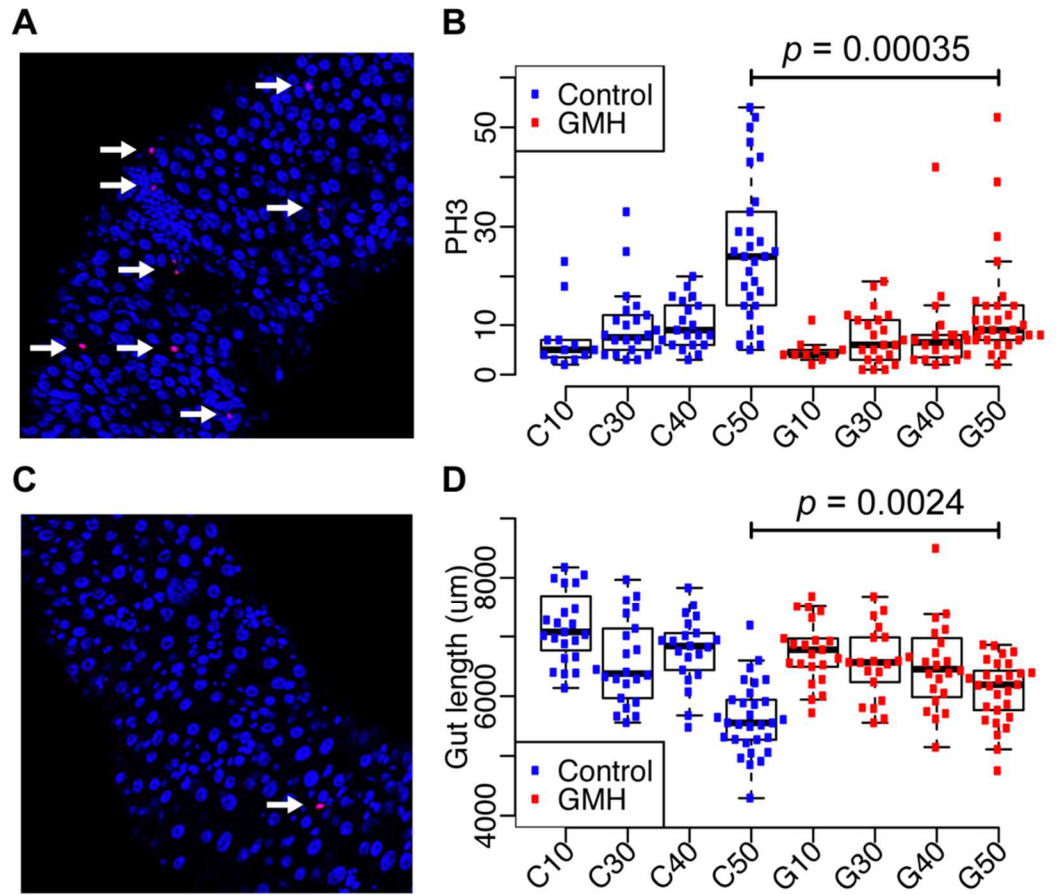 A
B
p = 0.00035
Control
GMH
PH3
0 10 30 50
C10 C30 C40 C50 G10 G30 G40 G50
C
D
p = 0.0024
Gut length (um)
4000 6000 8000
Control
GMH
C10 C30 C40 C50 G10 G30 G40 G50